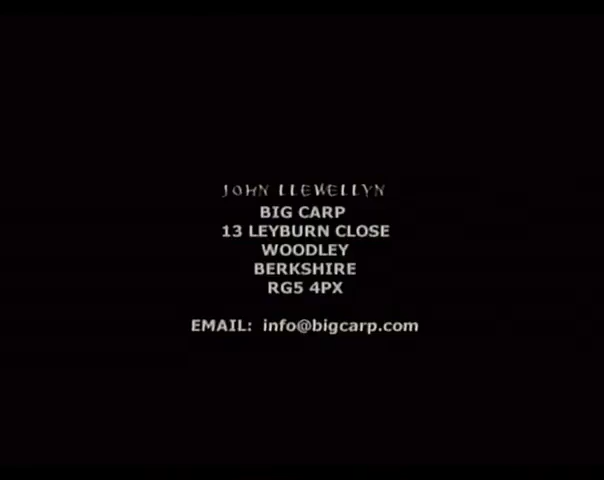 JOHN LLEWELLYN
BIG CARP
13 LEYBURN CLOSE
WOODLEY
BERKSHIRE
RG5 4PX
EMAIL: info@bigcarp.com